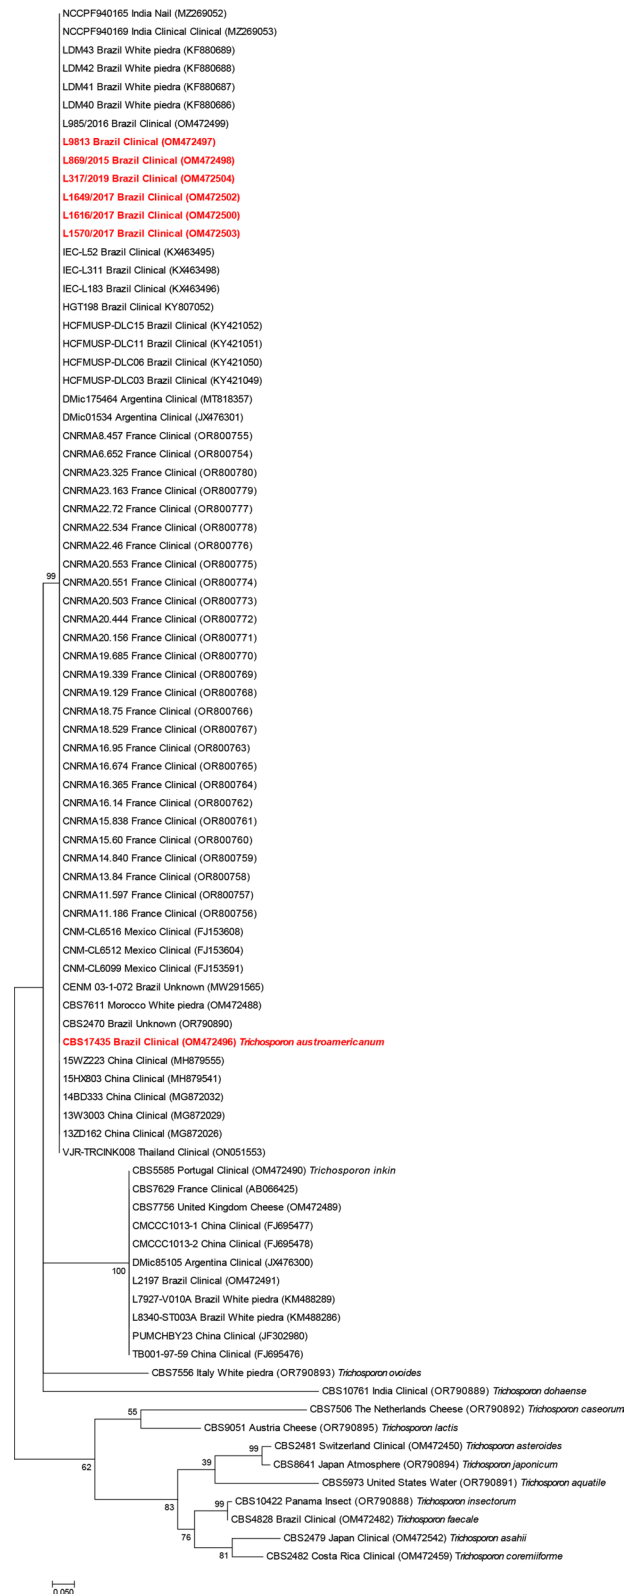 NCCPF940165 India Nail (MZ269052)
NCCPF940169 India Clinical Clinical (MZ269053)
LDM43 Brazil White piedra (KF880689)
LDM42 Brazil White piedra (KF880688)
LDM41 Brazil White piedra (KF880687)
LDM40 Brazil White piedra (KF880686)
L985/2016 Brazil Clinical (OM472499)
L9813 Brazil Clinical (OM472497)
L869/2015 Brazil Clinical (OM472498)
L317/2019 Brazil Clinical (OM472504)
L1649/2017 Brazil Clinical (OM472502)
L1616/2017 Brazil Clinical (OM472500)
L1570/2017 Brazil Clinical (OM472503)
IEC-L52 Brazil Clinical (KX463495)
IEC-L311 Brazil Clinical (KX463498)
IEC-L183 Brazil Clinical (KX463496)
HGT198 Brazil Clinical KY807052)
HCFMUSP-DLC15 Brazil Clinical (KY421052)
HCFMUSP-DLC11 Brazil Clinical (KY421051)
HCFMUSP-DLC06 Brazil Clinical (KY421050)
HCFMUSP-DLC03 Brazil Clinical (KY421049)
DMic175464 Argentina Clinical (MT818357)
DMic01534 Argentina Clinical (JX476301)
CNRMA8.457 France Clinical (OR800755)
CNRMA6.652 France Clinical (OR800754)
CNRMA23.325 France Clinical (OR800780)
CNRMA23.163 France Clinical (OR800779)
CNRMA22.72 France Clinical (OR800777)
CNRMA22.534 France Clinical (OR800778)
CNRMA22.46 France Clinical (OR800776)
CNRMA20.553 France Clinical (OR800775)
99
CNRMA20.551 France Clinical (OR800774)
CNRMA20.503 France Clinical (OR800773)
CNRMA20.444 France Clinical (OR800772)
CNRMA20.156 France Clinical (OR800771)
CNRMA19.685 France Clinical (OR800770)
CNRMA19.339 France Clinical (OR800769)
CNRMA19.129 France Clinical (OR800768)
CNRMA18.75 France Clinical (OR800766)
CNRMA18.529 France Clinical (OR800767)
CNRMA16.95 France Clinical (OR800763)
CNRMA16.674 France Clinical (OR800765)
CNRMA16.365 France Clinical (OR800764)
CNRMA16.14 France Clinical (OR800762)
CNRMA15.838 France Clinical (OR800761)
CNRMA15.60 France Clinical (OR800760)
CNRMA14.840 France Clinical (OR800759)
CNRMA13.84 France Clinical (OR800758)
CNRMA11.597 France Clinical (OR800757)
CNRMA11.186 France Clinical (OR800756)
CNM-CL6516 Mexico Clinical (FJ153608)
CNM-CL6512 Mexico Clinical (FJ153604)
CNM-CL6099 Mexico Clinical (FJ153591)
CENM 03-1-072 Brazil Unknown (MW291565)
CBS7611 Morocco White piedra (OM472488)
CBS2470 Brazil Unknown (OR790890)
CBS17435 Brazil Clinical (OM472496) Trichosporon austroamericanum
15WZ223 China Clinical (MH879555)
15HX803 China Clinical (MH879541)
14BD333 China Clinical (MG872032)
13W3003 China Clinical (MG872029)
13ZD162 China Clinical (MG872026)
VJR-TRCINK008 Thailand Clinical (ON051553)
CBS5585 Portugal Clinical (OM472490) Trichosporon inkin
CBS7629 France Clinical (AB066425)
CBS7756 United Kingdom Cheese (OM472489)
CMCCC1013-1 China Clinical (FJ695477)
CMCCC1013-2 China Clinical (FJ695478)
DMic85105 Argentina Clinical (JX476300)
100
L2197 Brazil Clinical (OM472491)
L7927-V010A Brazil White piedra (KM488289)
L8340-ST003A Brazil White piedra (KM488286)
PUMCHBY23 China Clinical (JF302980)
TB001-97-59 China Clinical (FJ695476)
CBS7556 Italy White piedra (OR790893) Trichosporon ovoides
CBS10761 India Clinical (OR790889) Trichosporon dohaense
CBS7506 The Netherlands Cheese (OR790892) Trichosporon caseorum
55
CBS9051 Austria Cheese (OR790895) Trichosporon lactis
CBS2481 Switzerland Clinical (OM472450) Trichosporon asteroides
99
39
CBS8641 Japan Atmosphere (OR790894) Trichosporon japonicum
62
CBS5973 United States Water (OR790891) Trichosporon aquatile
CBS10422 Panama Insect (OR790888) Trichosporon insectorum
99
83
CBS4828 Brazil Clinical (OM472482) Trichosporon faecale
76
CBS2479 Japan Clinical (OM472542) Trichosporon asahii
81
CBS2482 Costa Rica Clinical (OM472459) Trichosporon coremiiforme
0.050